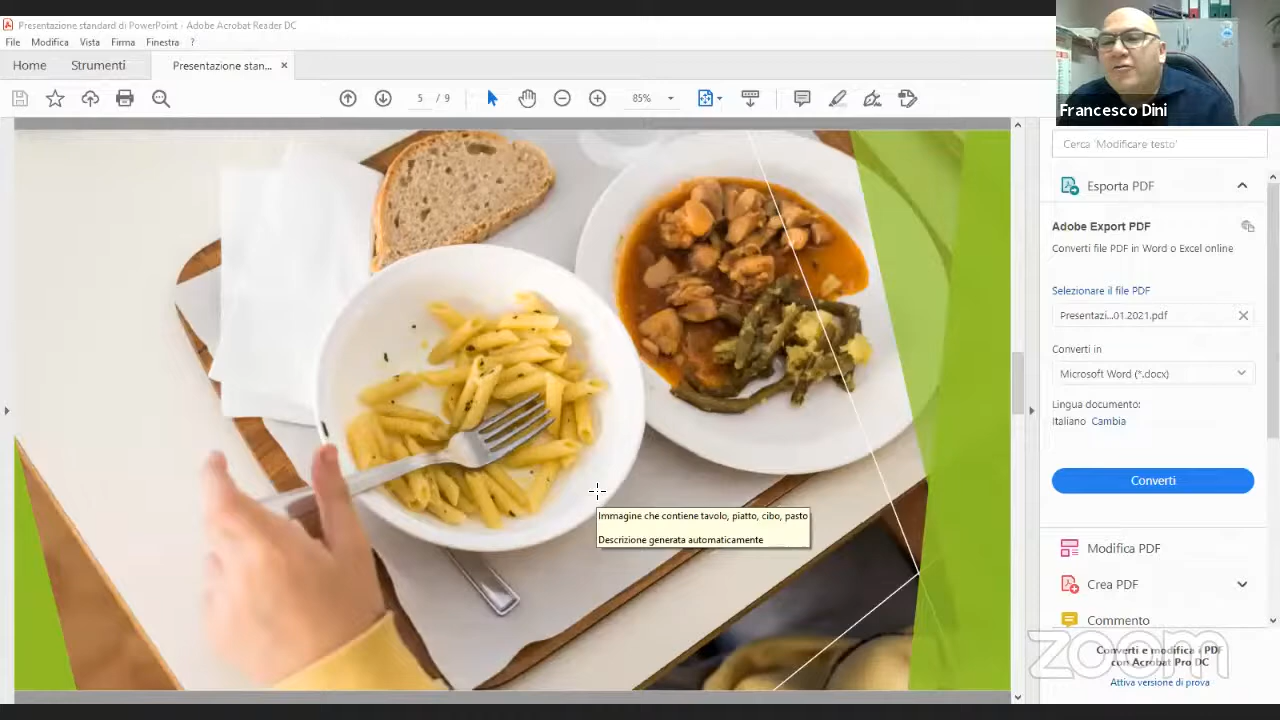 Presentazione standard di PowerPoint - Adobe Acrobat Reader DC
File Modifica Vista Firma Finestra ?
Home Strumenti Presentazione stan... ×
5 / 9 85%
Francesco Dini
Cerca 'Modificare testo'
Esporta PDF
Adobe Export PDF
Converti file PDF in Word o Excel online
Selezionare il file PDF
Presentazi...01.2021.pdf
Converti in
Microsoft Word (*.docx)
Lingua documento:
Italiano Cambia
Converti
Immagine che contiene tavolo, piatto, cibo, pasto
Descrizione generata automaticamente
Modifica PDF
Crea PDF
Commento
zoom
Converti e modifica i PDF
con Acrobat Pro DC
Attiva versione di prova